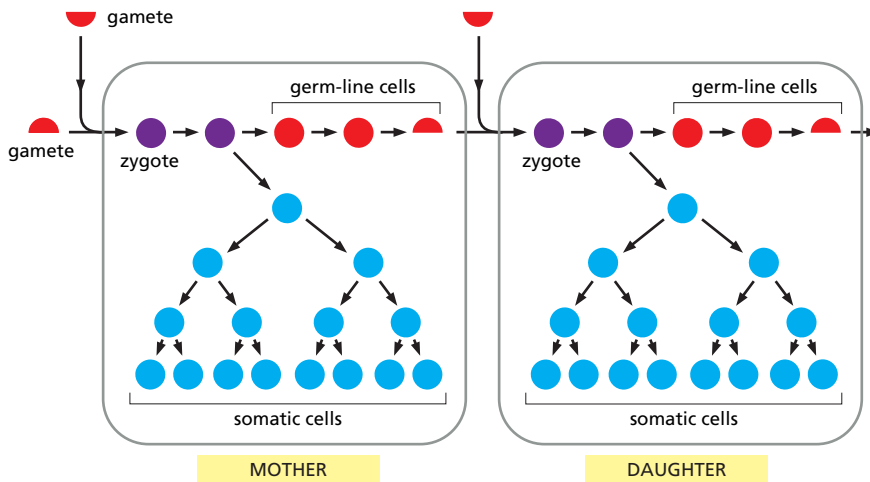 gamete
germ-line cells
germ-line cells
gamete
zygote
zygote
somatic cells
somatic cells
MOTHER
DAUGHTER